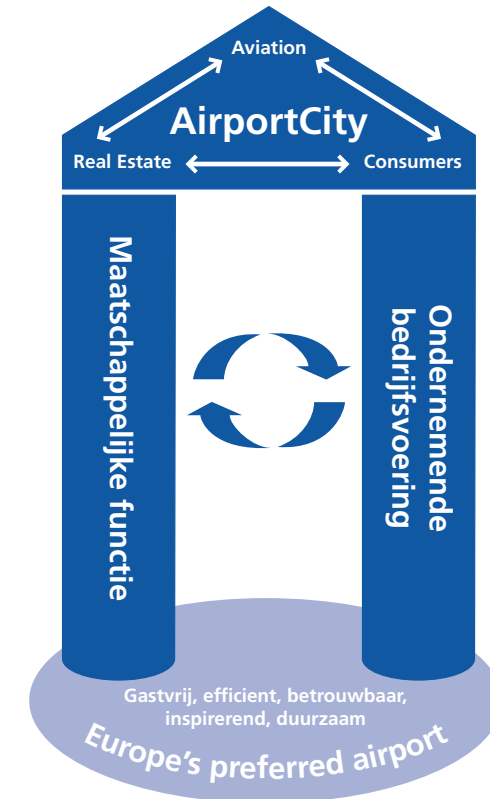 Aviation
AirportCity
Real Estate
Consumers
Maatschappelijke functie
Ondernemende
bedrijfsvoering
Gastvrij, efficient, betrouwbaar,
inspirerend, duurzaam
Europe's preferred airport